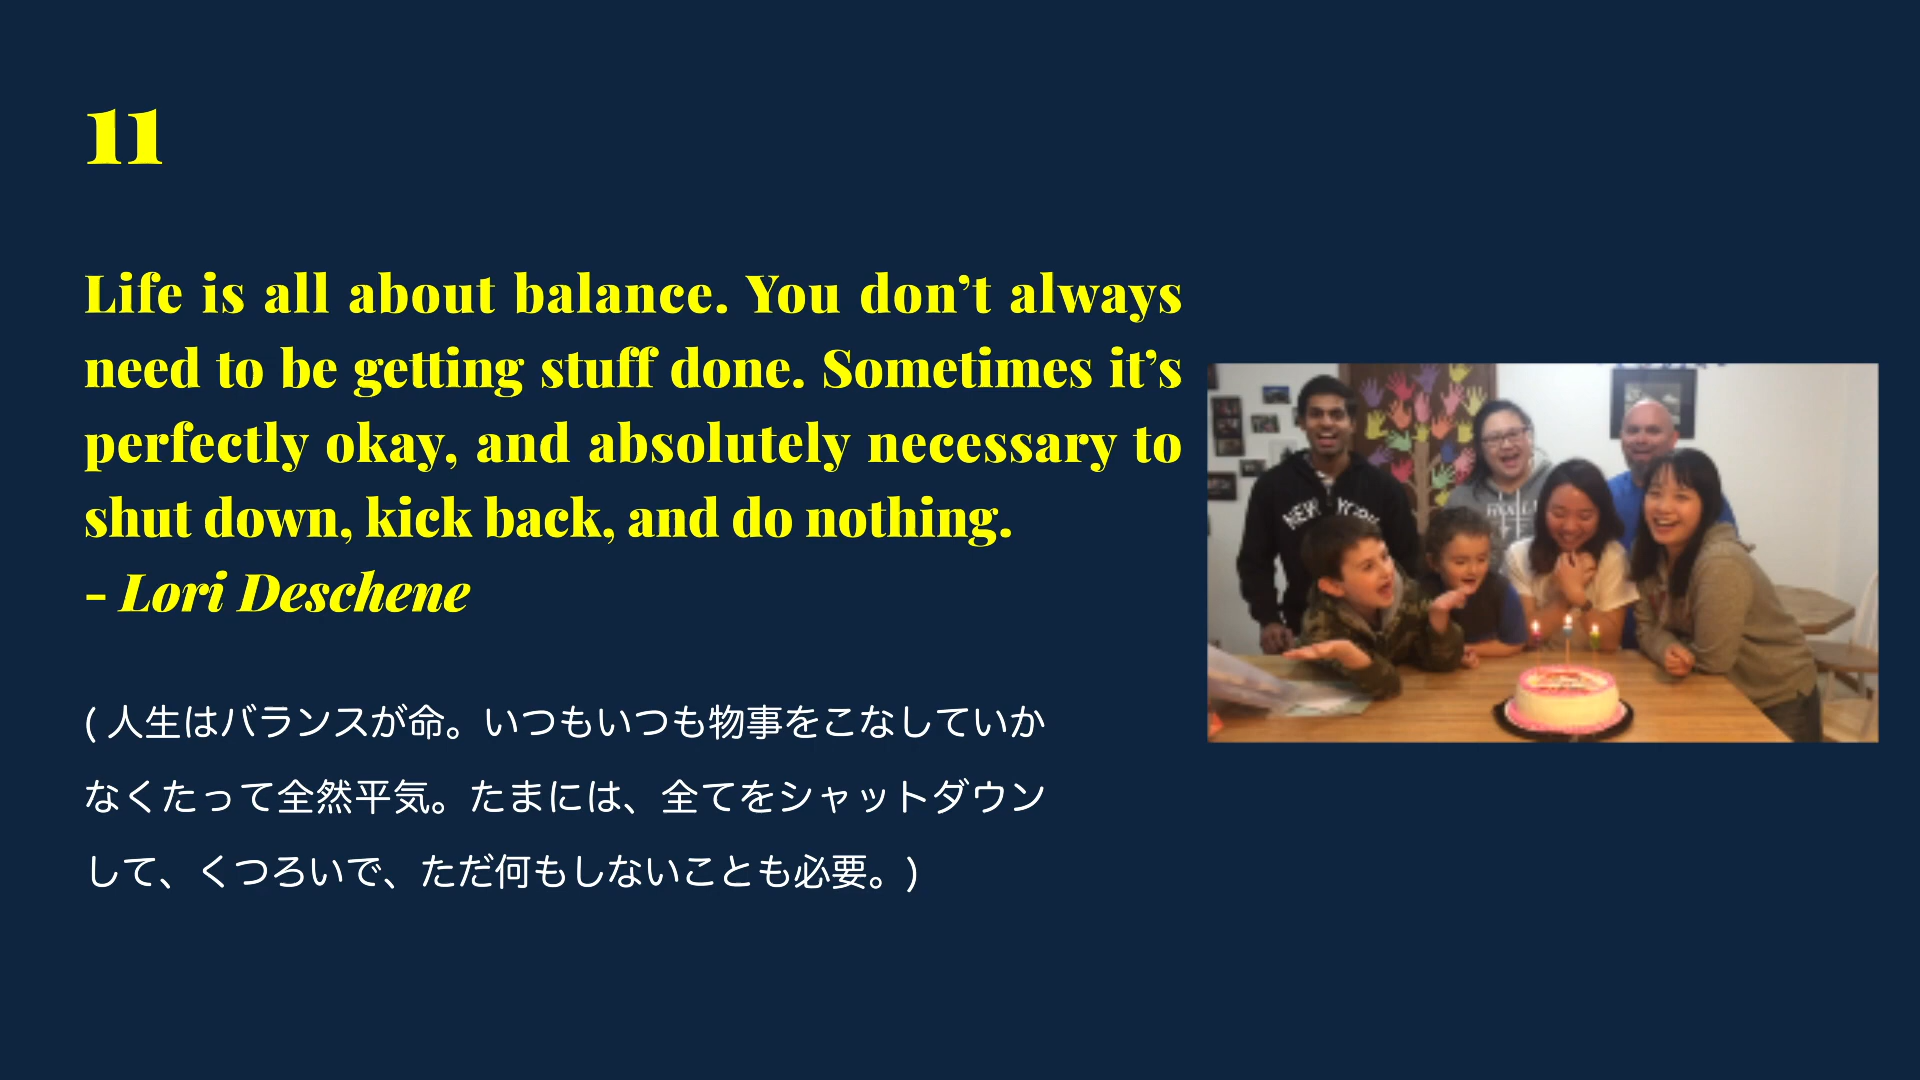 11
Life is all about balance. You don’t always
need to be getting stuff done. Sometimes it’s
perfectly okay, and absolutely necessary to
shut down, kick back, and do nothing.
- Lori Deschene
( 人生はバランスが命。いつもいつも物事をこなしていか
なくたって全然平気。たまには、全てをシャットダウン
して、くつろいで、ただ何もしないことも必要。)
NEW YORK